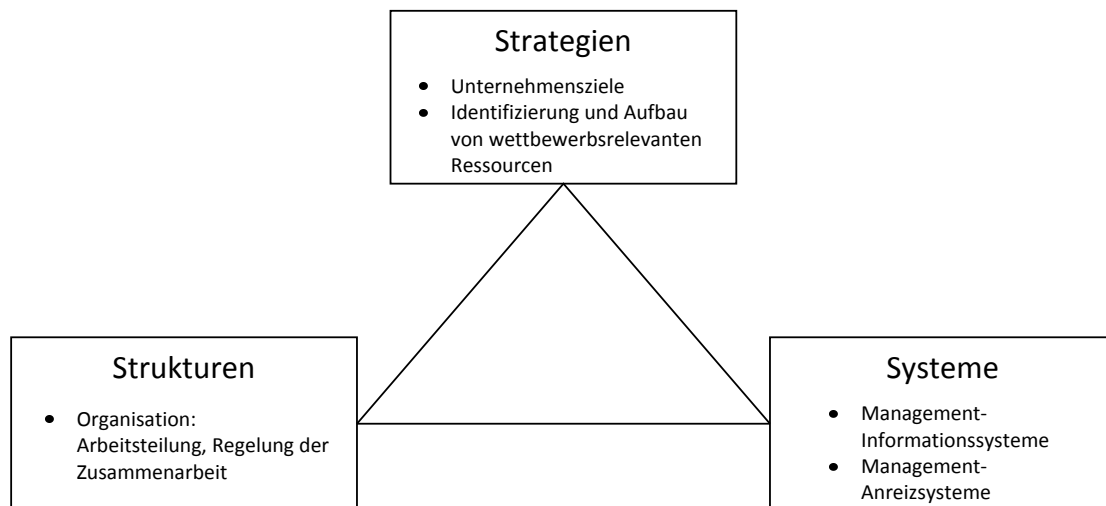 Strategien
• Unternehmensziele
• Identifizierung und Aufbau
von wettbewerbsrelevanten
Ressourcen
Strukturen
• Organisation:
Arbeitsteilung, Regelung der
Zusammenarbeit
Systeme
• Management-
Informationssysteme
• Management-
Anreizsysteme